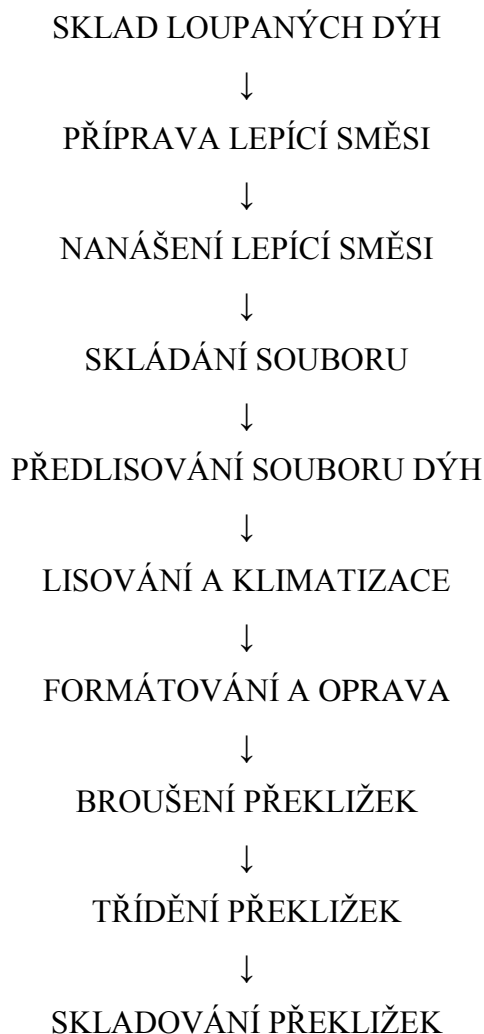 SKLAD LOUPANÝCH DÝH
↓
PŘÍPRAVA LEPÍCÍ SMĚSI
↓
NANÁŠENÍ LEPÍCÍ SMĚSI
↓
SKLÁDÁNÍ SOUBORU
↓
PŘEDLISOVÁNÍ SOUBORU DÝH
↓
LISOVÁNÍ A KLIMATIZACE
↓
FORMÁTOVÁNÍ A OPRAVA
↓
BROUŠENÍ PŘEKLIŽEK
↓
TŘÍDĚNÍ PŘEKLIŽEK
↓
SKLADOVÁNÍ PŘEKLIŽEK